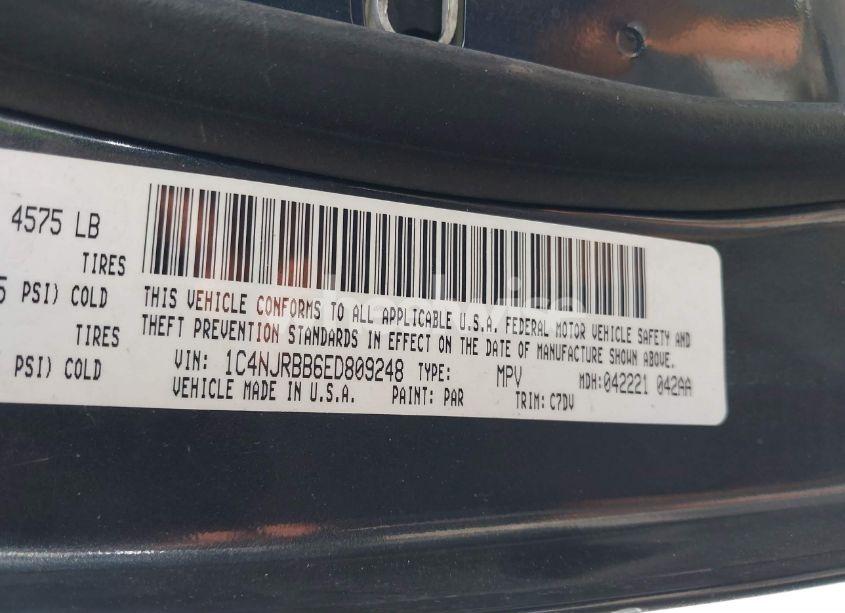 4575 LB
TIRES
PSI) COLD
TIRES
PSI) COLD
THIS VEHICLE CONFORMS TO ALL APPLICABLE U.S.A. FEDERAL MOTOR VEHICLE SAFETY AND
THEFT PREVENTION STANDARDS IN EFFECT ON THE DATE OF MANUFACTURE SHOWN ABOVE.
VIN: 1C4NJRBB6ED809248 TYPE: MPV MDH:042221 042AA
VEHICLE MADE IN U.S.A. PAINT: PAR TRIM: C7DV